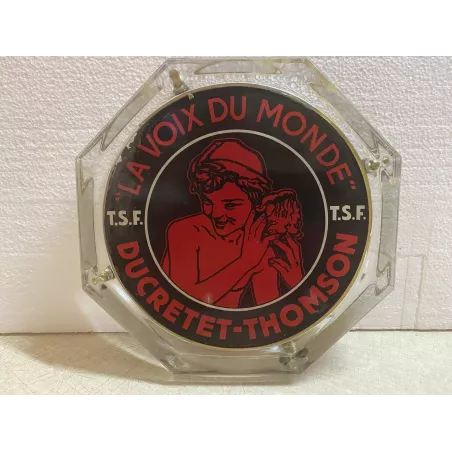 "LA VOIX DU MONDE"
T.S.F.
T.S.F.
DUCRETET-THOMSON